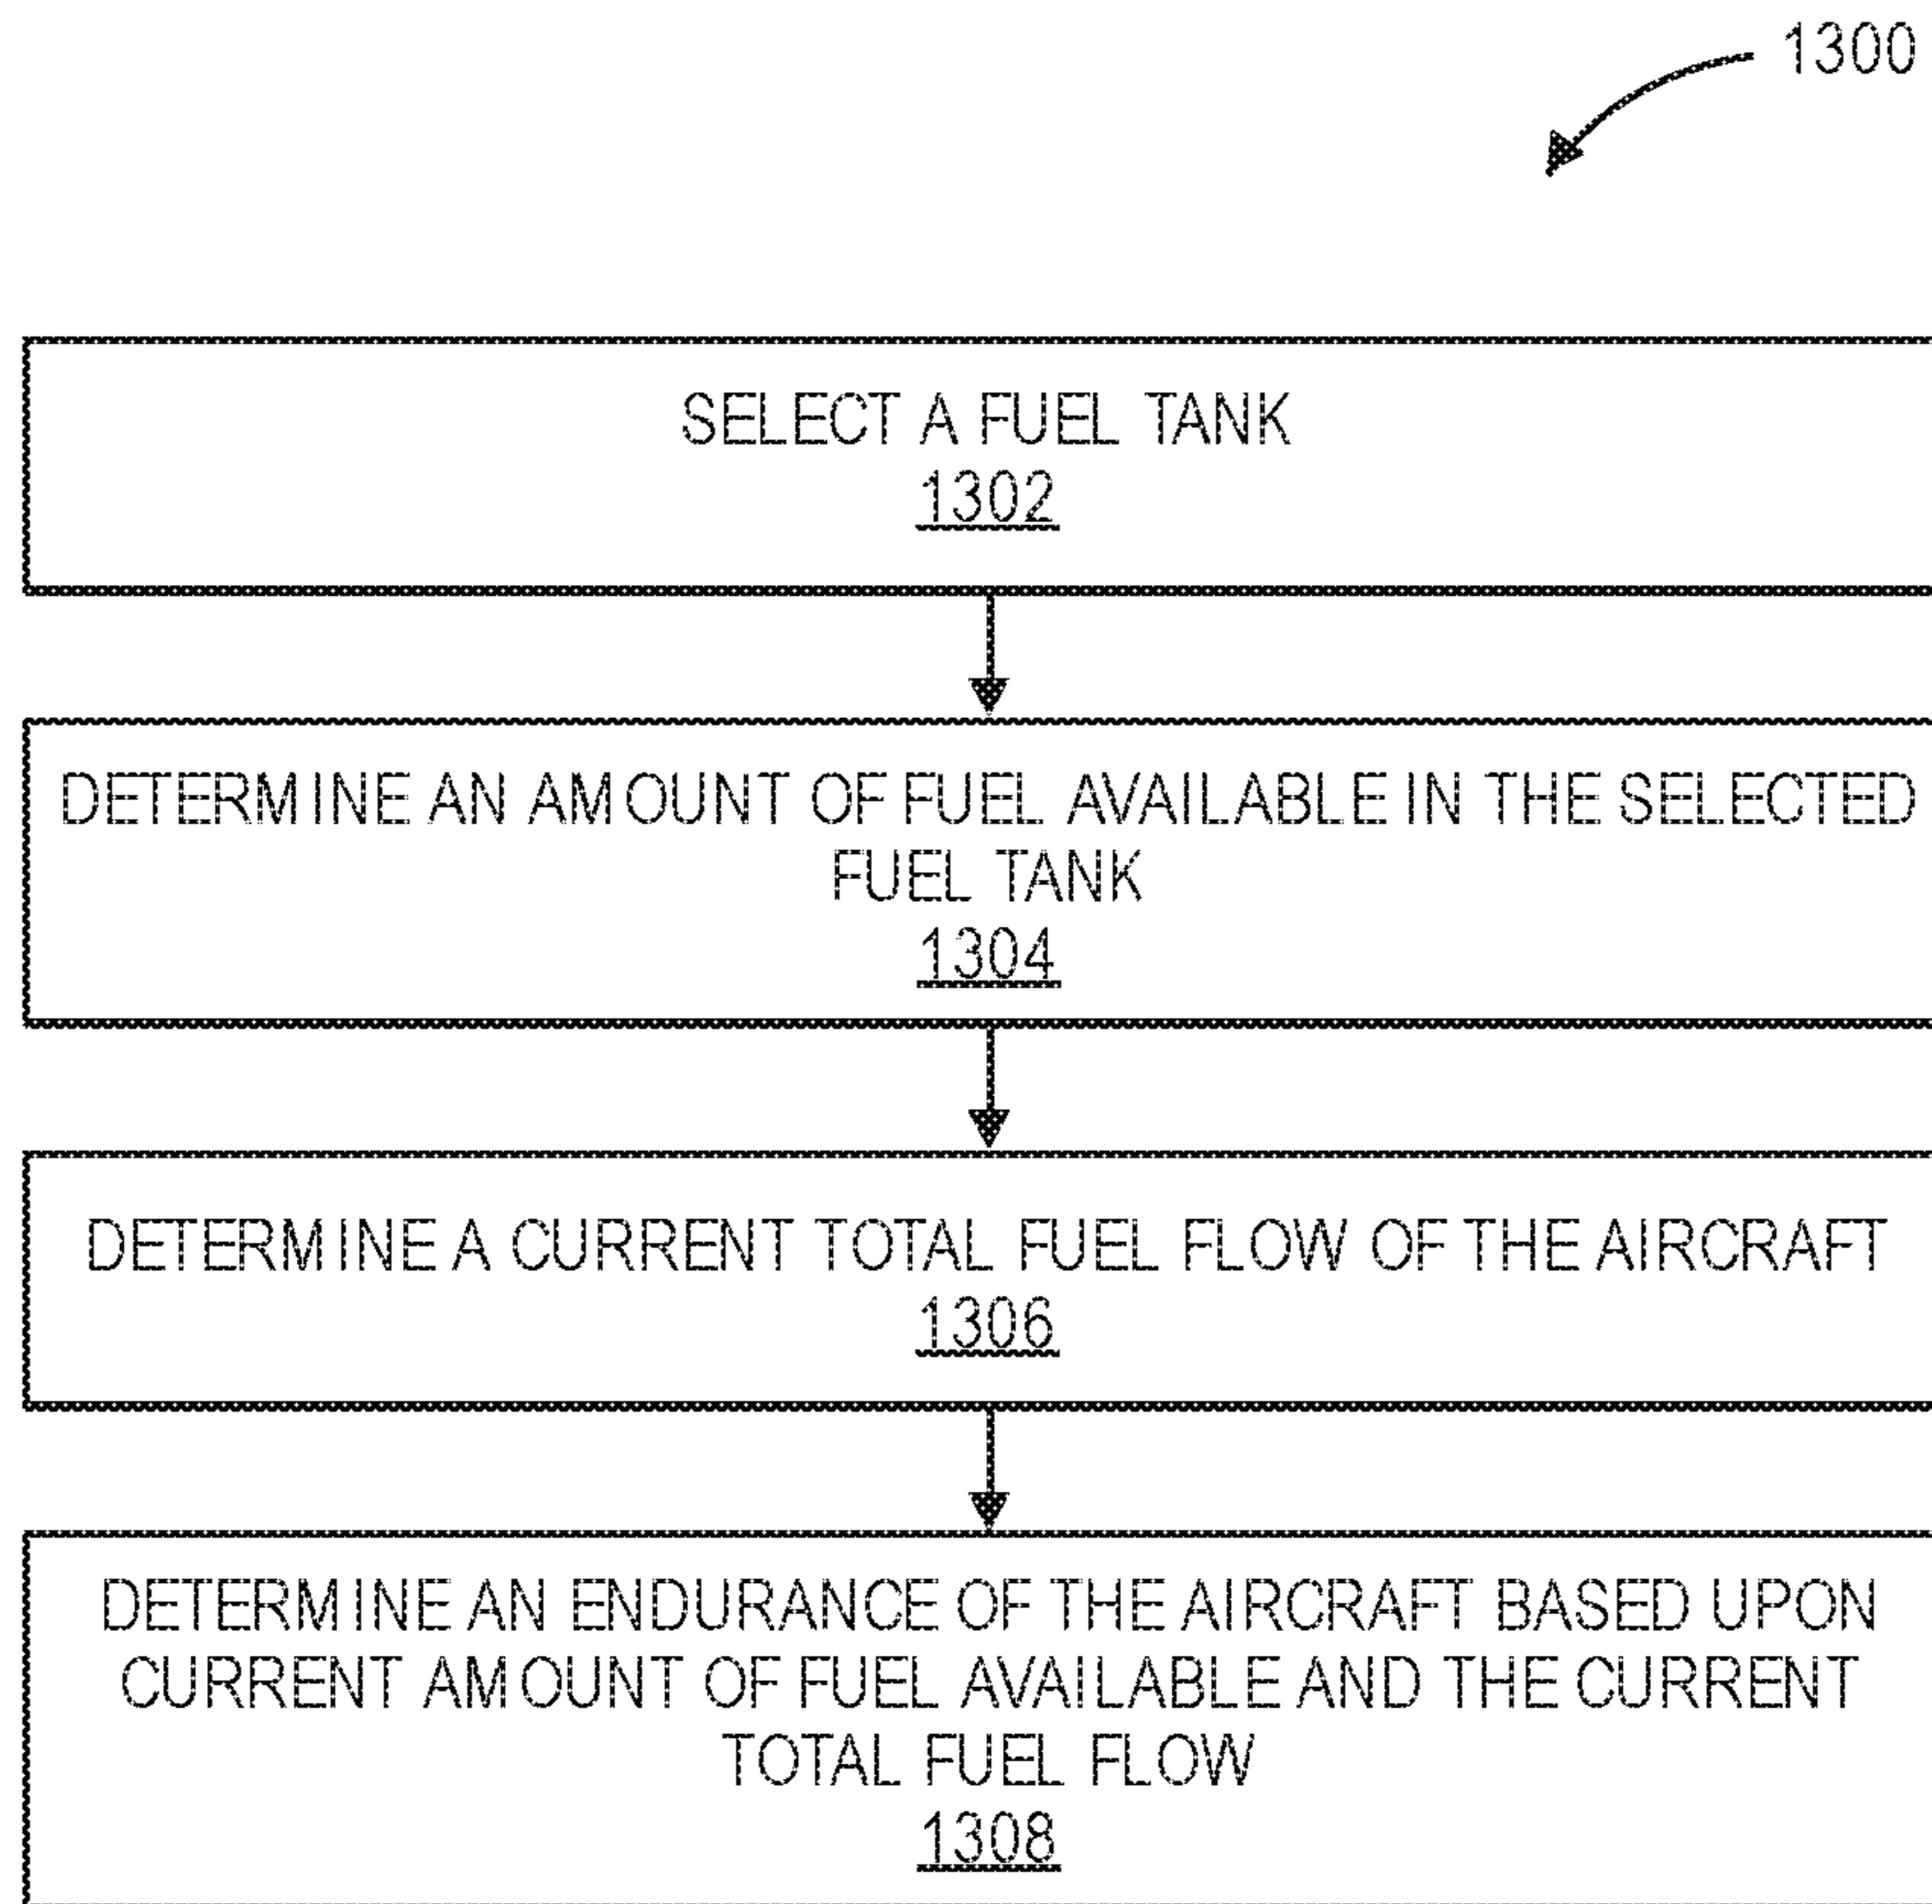 1300
SELECT A FUEL TANK
1302
DETERMINE AN AMOUNT OF FUEL AVAILABLE IN THE SELECTED
FUEL TANK
1304
DETERMINE A CURRENT TOTAL FUEL FLOW OF THE AIRCRAFT
1306
DETERMINE AN ENDURANCE OF THE AIRCRAFT BASED UPON
CURRENT AMOUNT OF FUEL AVAILABLE AND THE CURRENT
TOTAL FUEL FLOW
1308